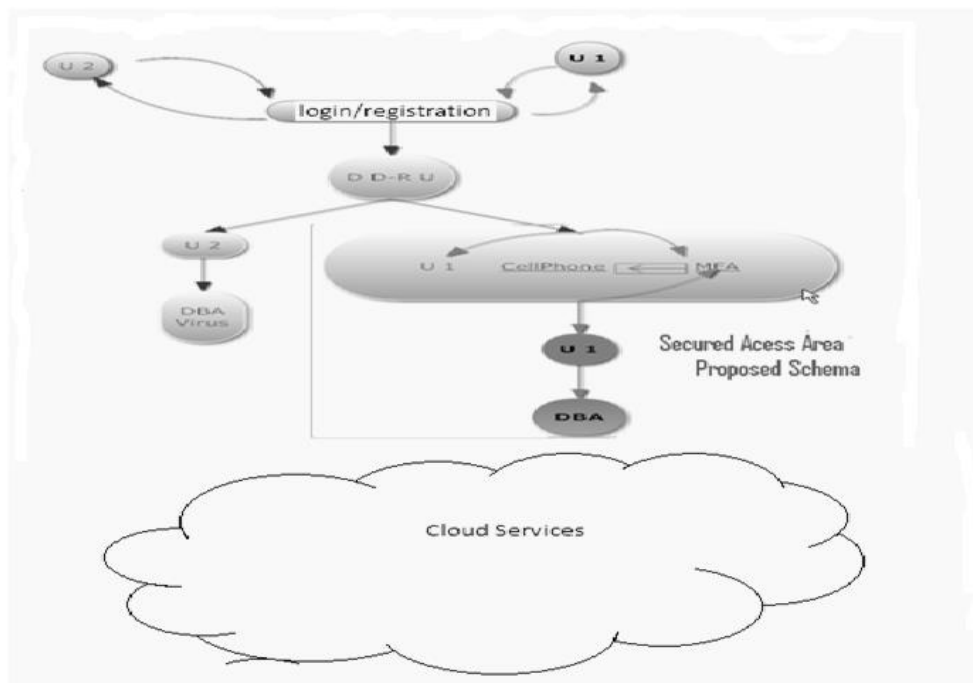 U 2
U 1
login/registration
D D-R U
U 2
U 1 CellPhone MFA
DBA
Virus
U 1
Secured Acess Area
Proposed Schema
DBA
Cloud Services